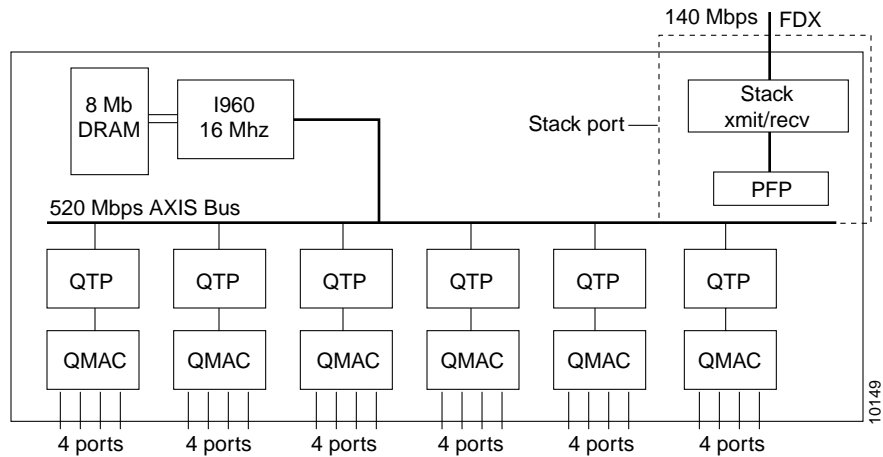 140 Mbps FDX
8 Mb
DRAM
I960
16 Mhz
Stack port
Stack
xmit/recv
PFP
520 Mbps AXIS Bus
QTP QTP QTP QTP QTP QTP
QMAC QMAC QMAC QMAC QMAC QMAC
4 ports 4 ports 4 ports 4 ports 4 ports 4 ports
10149